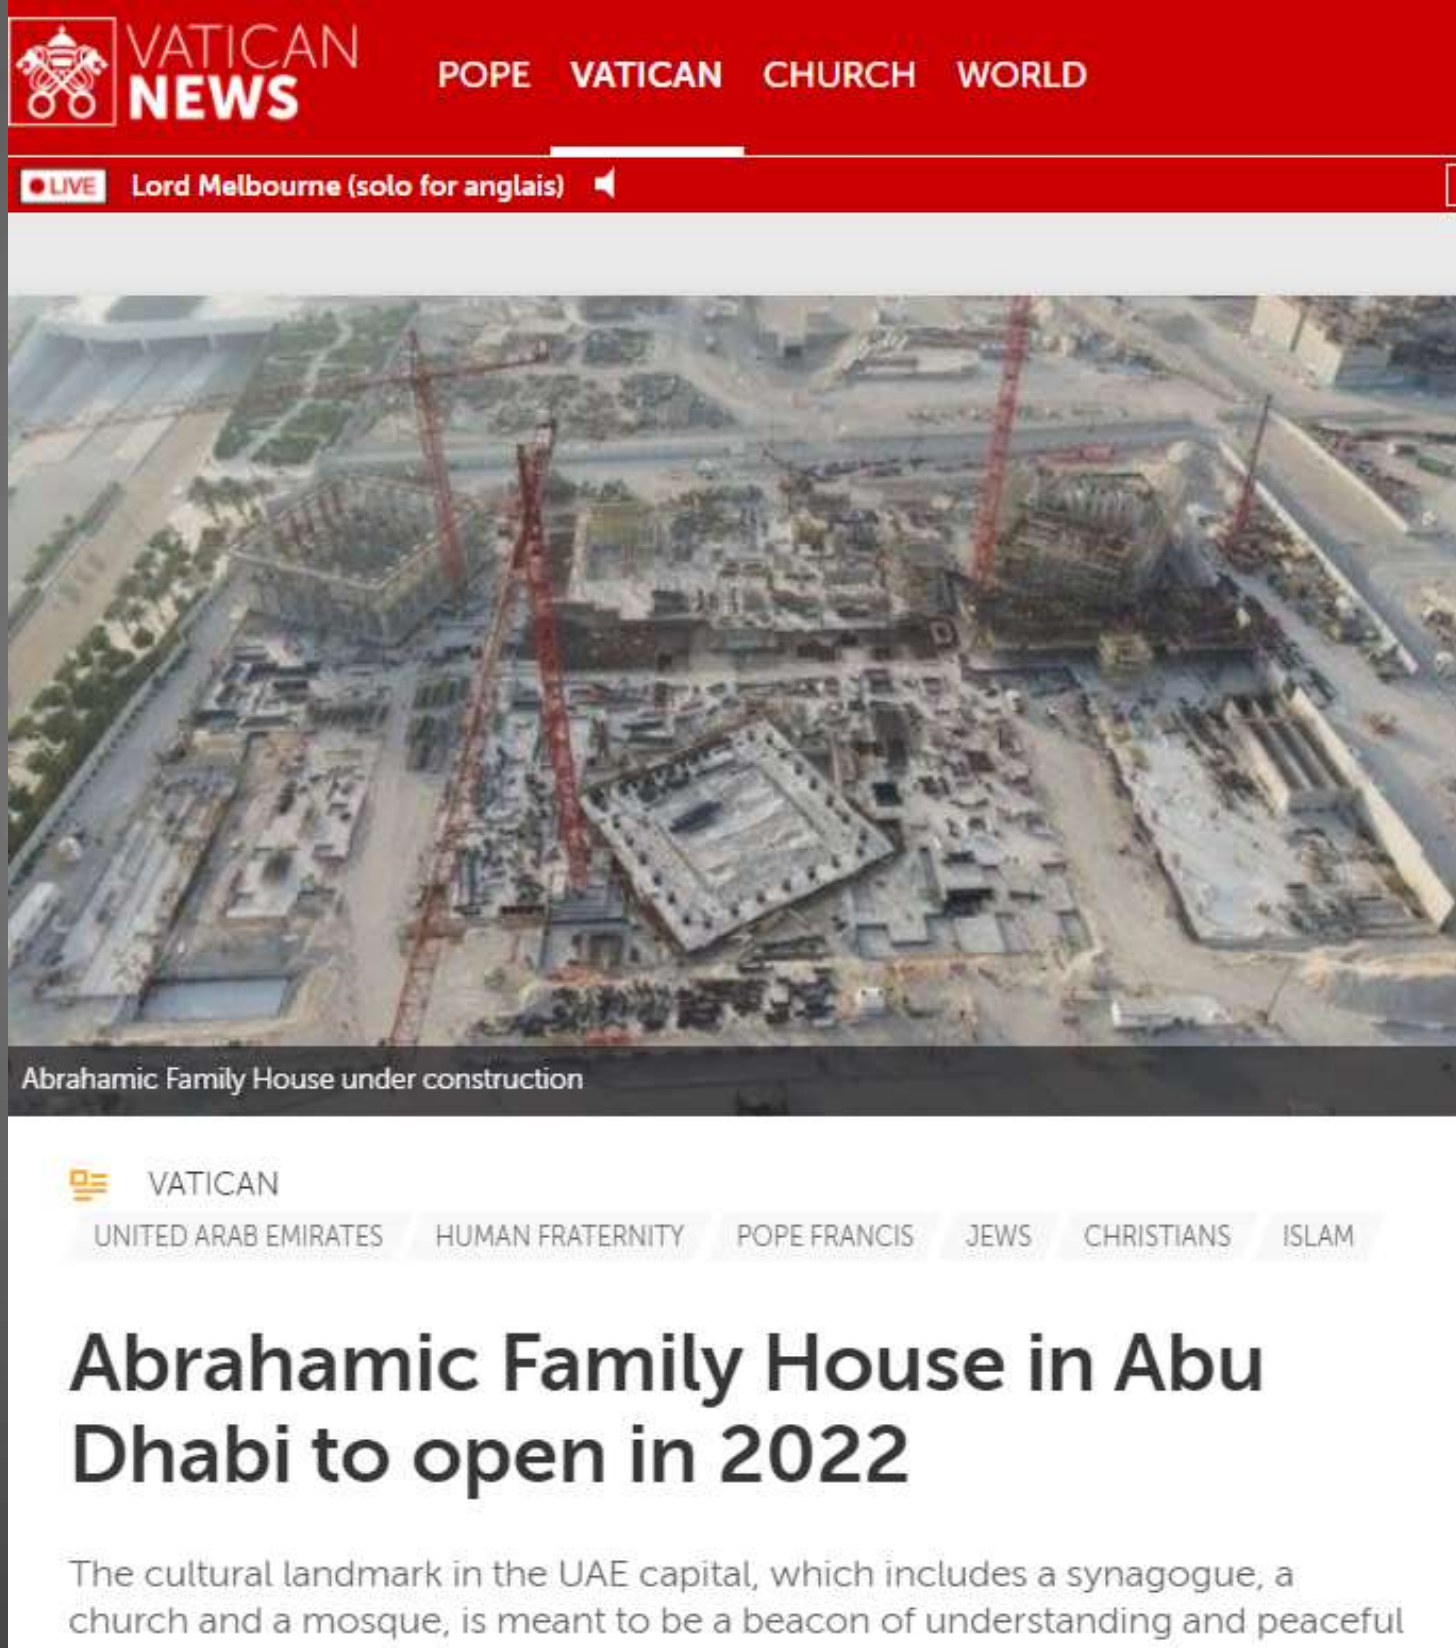 VATICAN
NEWS
POPE VATICAN CHURCH WORLD
LIVE Lord Melbourne (solo for anglais)
Abrahamic Family House under construction
VATICAN
UNITED ARAB EMIRATES HUMAN FRATERNITY POPE FRANCIS JEWS CHRISTIANS ISLAM
Abrahamic Family House in Abu
Dhabi to open in 2022
The cultural landmark in the UAE capital, which includes a synagogue, a
church and a mosque, is meant to be a beacon of understanding and peaceful